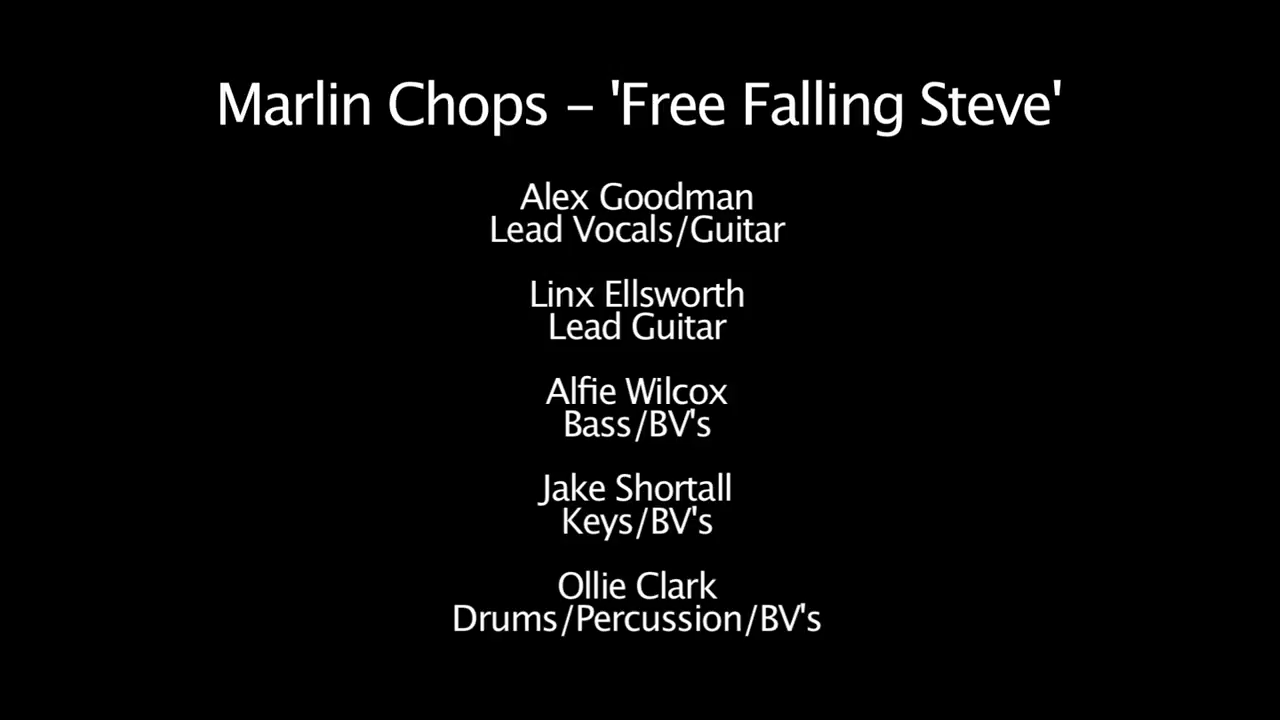 Marlin Chops – 'Free Falling Steve'
Alex Goodman
Lead Vocals/Guitar
Linx Ellsworth
Lead Guitar
Alfie Wilcox
Bass/BV's
Jake Shortall
Keys/BV's
Ollie Clark
Drums/Percussion/BV's